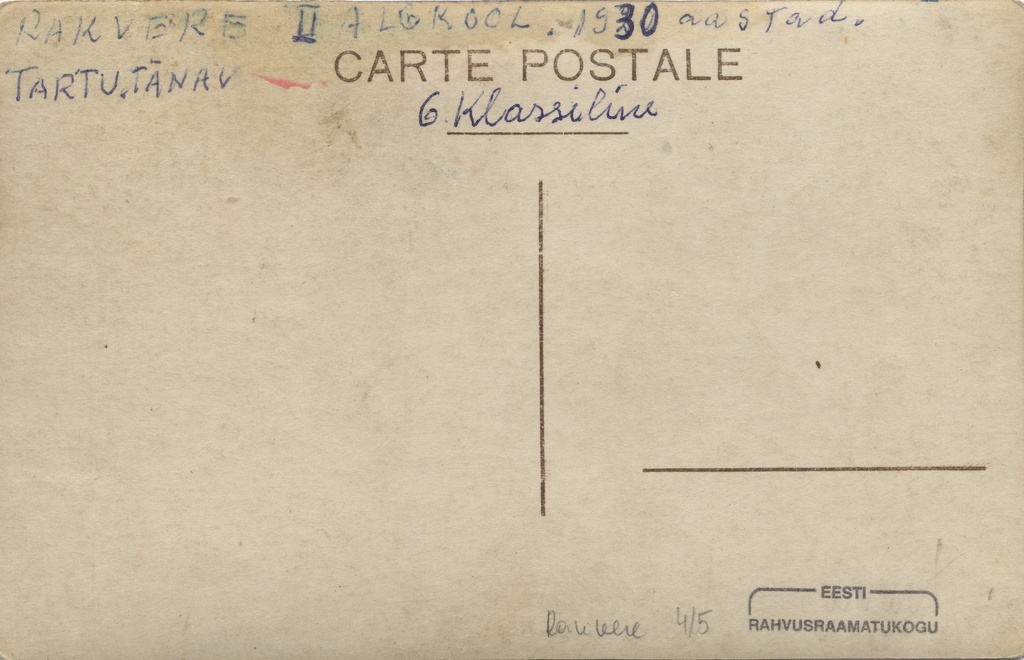 RAKVERE II ALGKOOL. 1930 aastad.
TARTU.TÄNAV
CARTE POSTALE
6. Klassiline
Rakvere 4/5
EESTI
RAHVUSRAAMATUKOGU